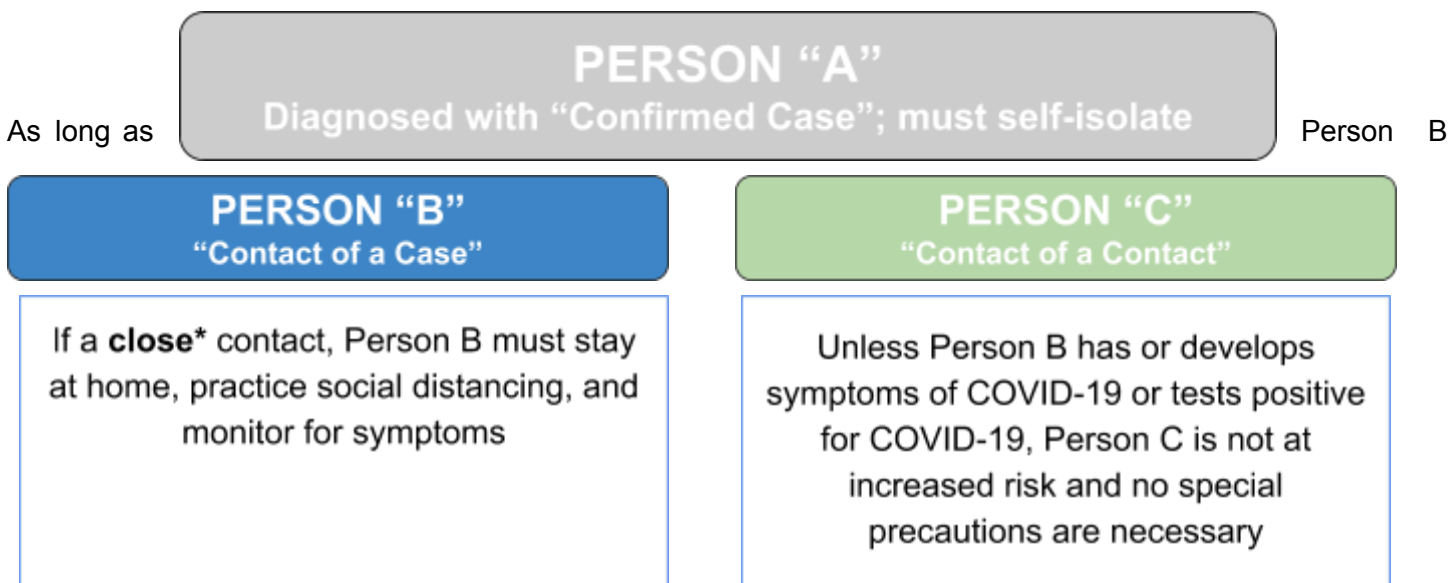 PERSON “A”
Diagnosed with “Confirmed Case”; must self-isolate
As long as Person B
PERSON “B”
“Contact of a Case”
If a close* contact, Person B must stay
at home, practice social distancing, and
monitor for symptoms
PERSON “C”
“Contact of a Contact”
Unless Person B has or develops
symptoms of COVID-19 or tests positive
for COVID-19, Person C is not at
increased risk and no special
precautions are necessary